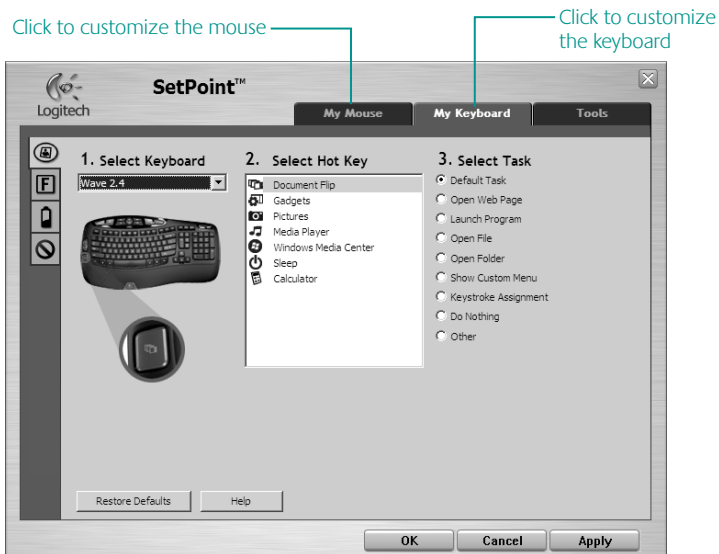 Click to customize the mouse
Click to customize
the keyboard
Logitech
SetPoint™
My Mouse
My Keyboard
Tools
1. Select Keyboard
Wave 2.4
2. Select Hot Key
Document Flip
Gadgets
Pictures
Media Player
Windows Media Center
Sleep
Calculator
3. Select Task
Default Task
Open Web Page
Launch Program
Open File
Open Folder
Show Custom Menu
Keystroke Assignment
Do Nothing
Other
F
Restore Defaults
Help
OK
Cancel
Apply